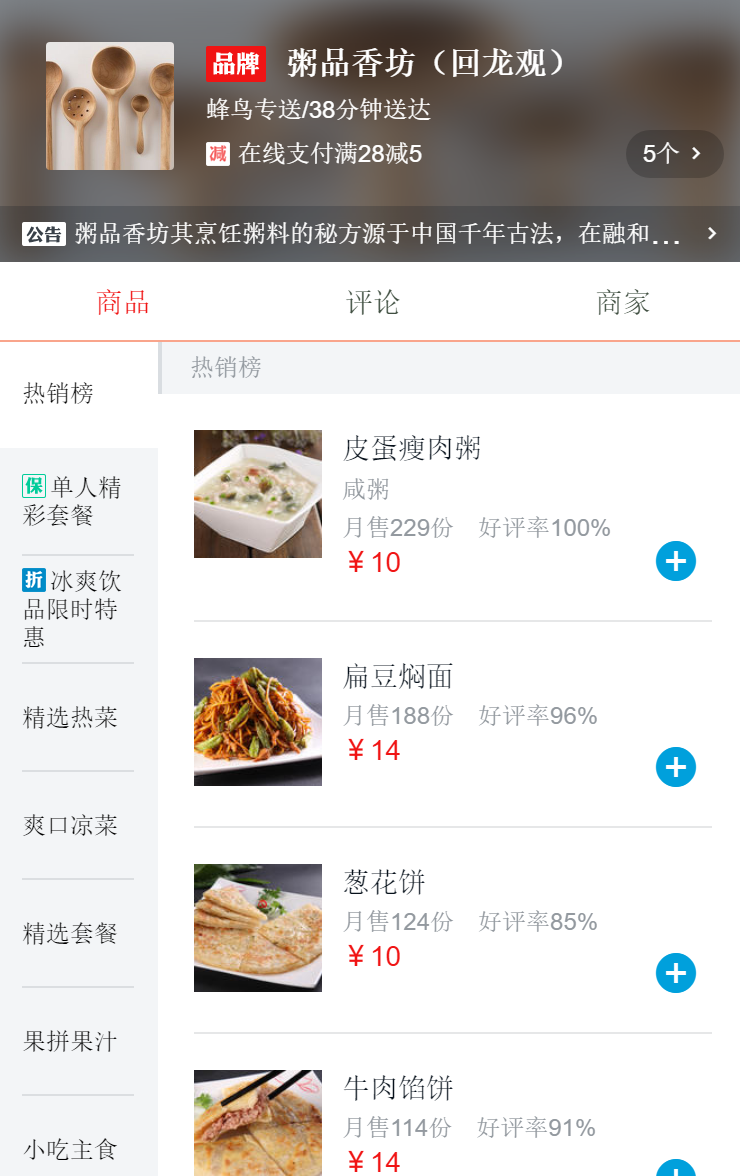 品牌 粥品香坊（回龙观）
蜂鸟专送/38分钟送达
减 在线支付满28减5
5个 >
公告 粥品香坊其烹饪粥料的秘方源于中国千年古法，在融和... >
商品 评论 商家
热销榜
单人精
保 单人精
彩套餐
折 冰爽饮
品限时特
惠
精选热菜
爽口凉菜
精选套餐
果拼果汁
小吃主食
热销榜
皮蛋瘦肉粥
咸粥
月售229份 好评率100%
¥ 10
扁豆焖面
月售188份 好评率96%
¥ 14
葱花饼
月售124份 好评率85%
¥ 10
牛肉馅饼
月售114份 好评率91%
¥ 14